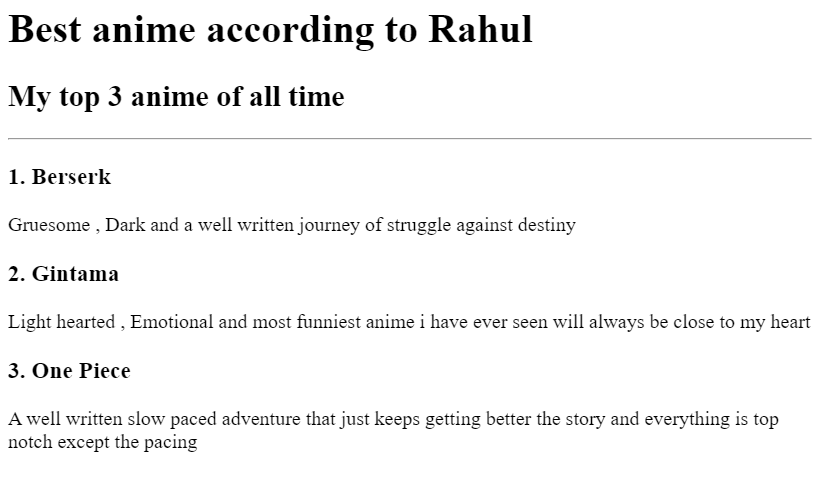 Best anime according to Rahul
My top 3 anime of all time
1. Berserk
Gruesome , Dark and a well written journey of struggle against destiny
2. Gintama
Light hearted , Emotional and most funniest anime i have ever seen will always be close to my heart
3. One Piece
A well written slow paced adventure that just keeps getting better the story and everything is top
notch except the pacing